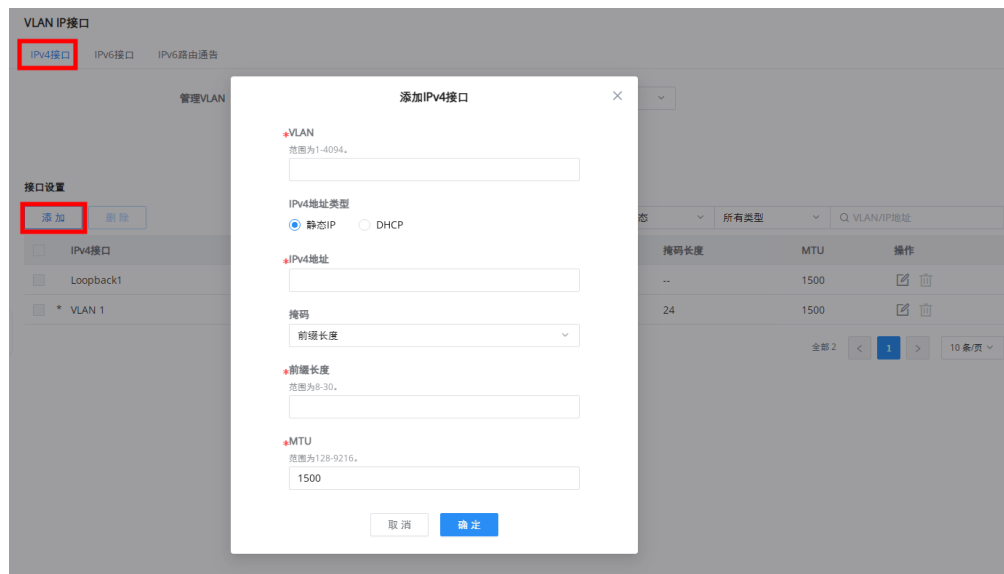 VLAN IP接口
IPv4接口 IPv6接口 IPv6路由通告
管理VLAN
添加IPv4接口
*VLAN
范围为1-4094。
IPv4地址类型
静态IP DHCP
*IPv4地址
掩码
前缀长度
*前缀长度
范围为8-30。
*MTU
范围为128-9216。
1500
取消 确定
接口设置
添加 删除 态 所有类型 VLAN/IP地址
IPv4接口 掩码长度 MTU 操作
Loopback1 -- 1500
* VLAN 1 24 1500
全部 2 < 1 > 10 条/页